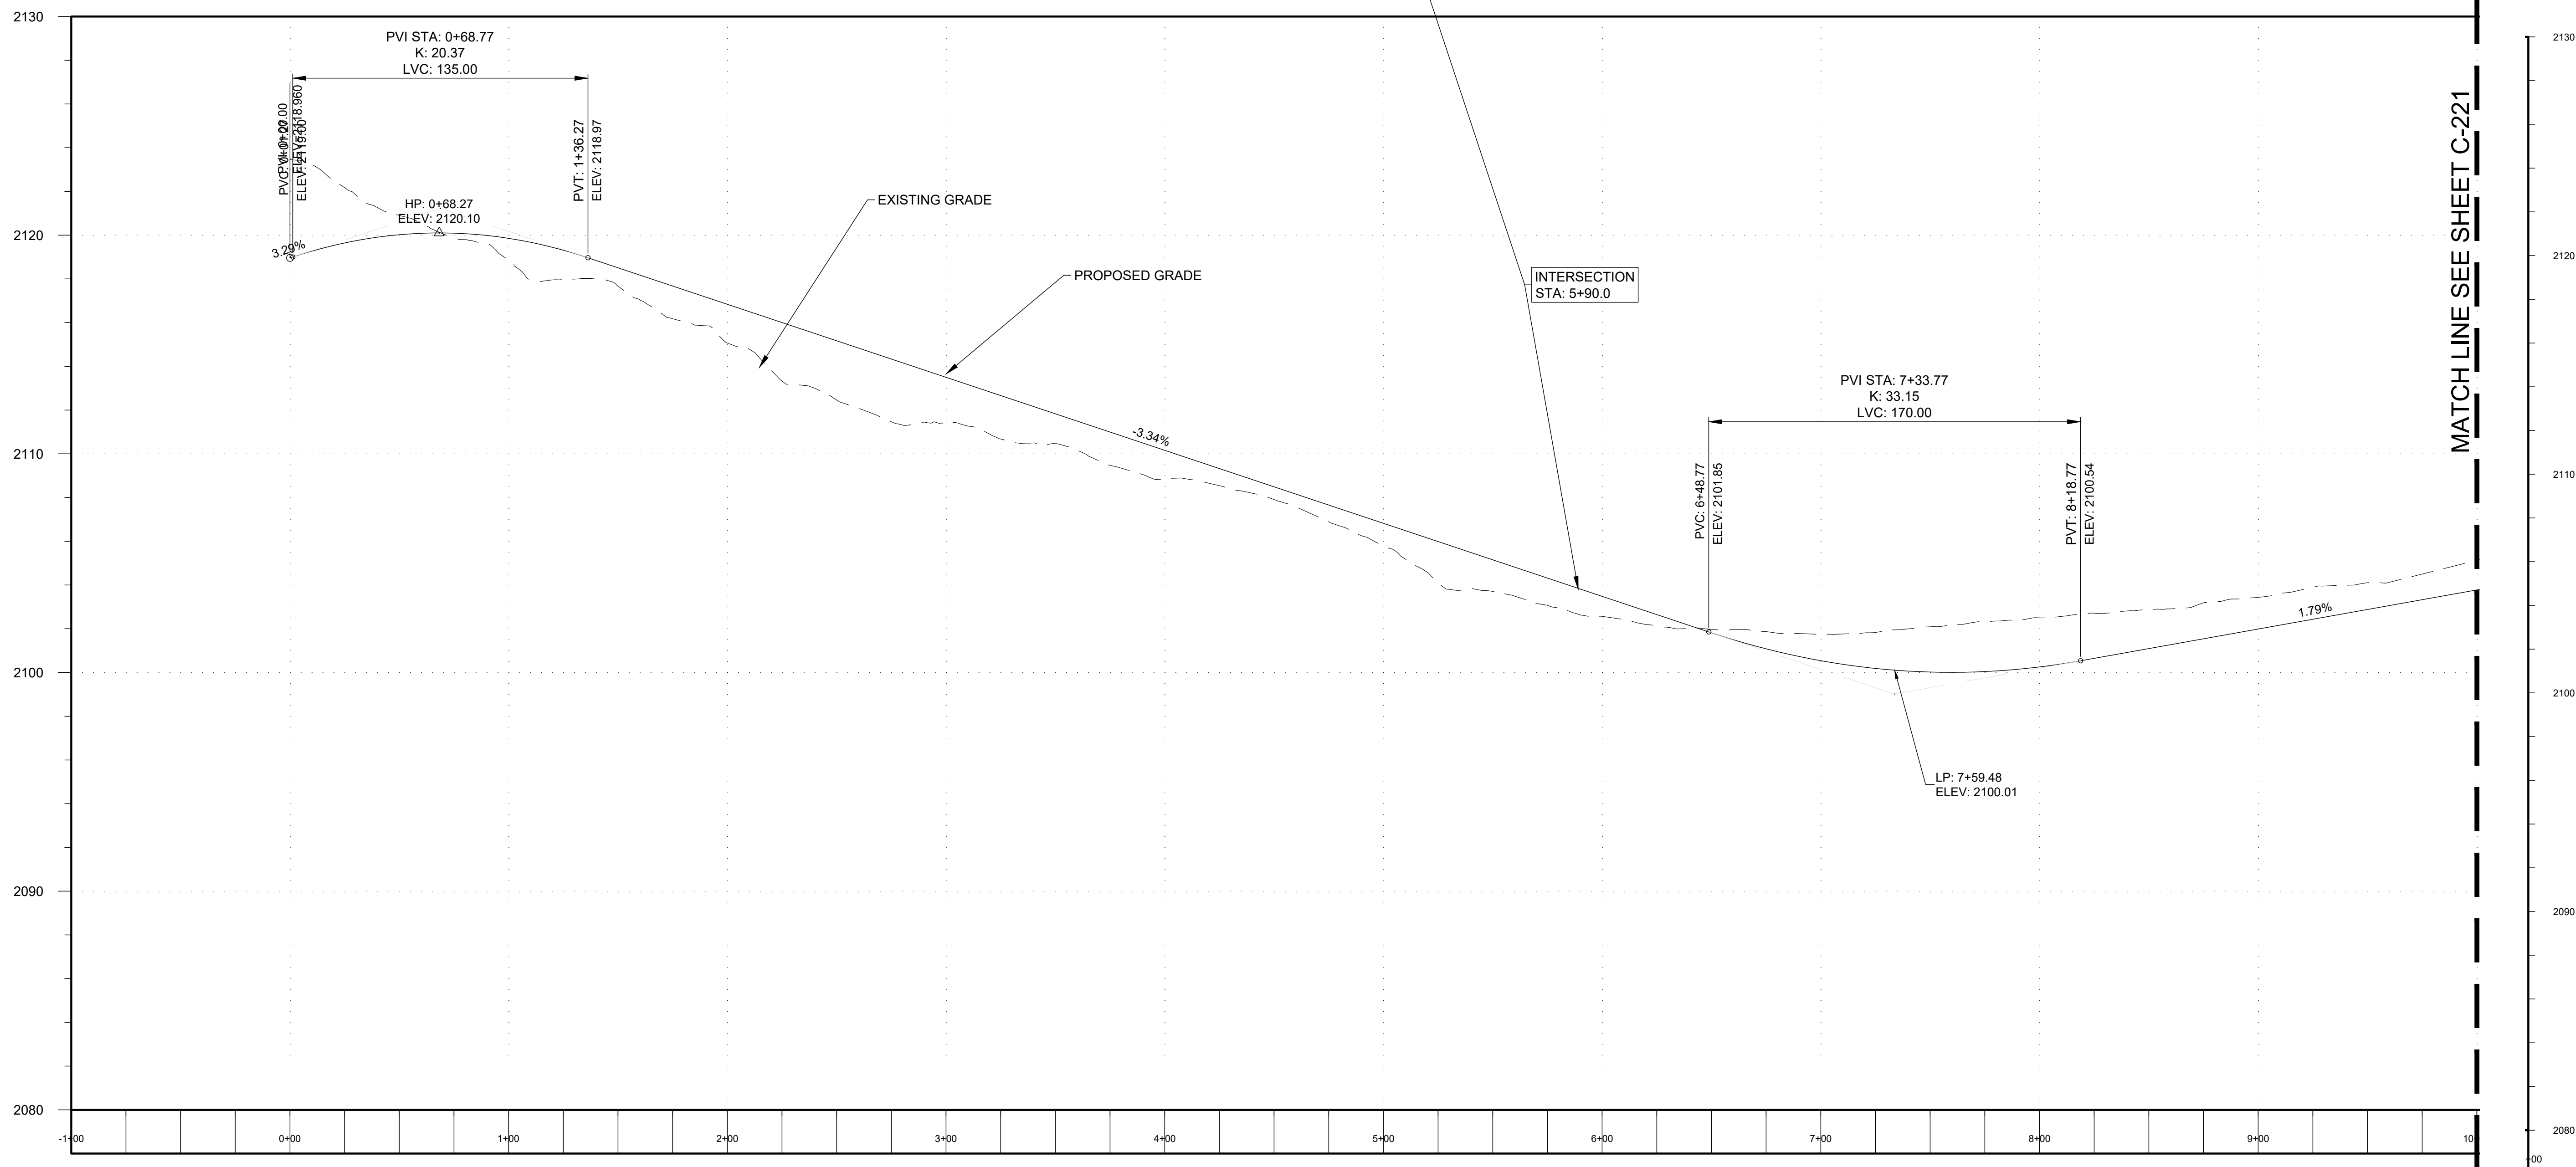 2130
2120
2110
2100
2090
2080
PVI STA: 0+68.77
K: 20.37
LVC: 135.00
ELEV: 2119.00
PVT: 1+36.27
ELEV: 2118.97
HP: 0+68.27
ELEV: 2120.10
3.29%
EXISTING GRADE
PROPOSED GRADE
-3.34%
INTERSECTION
STA: 5+90.0
PVI STA: 7+33.77
K: 33.15
LVC: 170.00
PVC: 6+48.77
ELEV: 2101.85
PVT: 8+18.77
ELEV: 2100.54
LP: 7+59.48
ELEV: 2100.01
1.79%
MATCH LINE SEE SHEET C-221
-1+00
0+00
1+00
2+00
3+00
4+00
5+00
6+00
7+00
8+00
9+00
10
2130
2120
2110
2100
2090
2080
+00